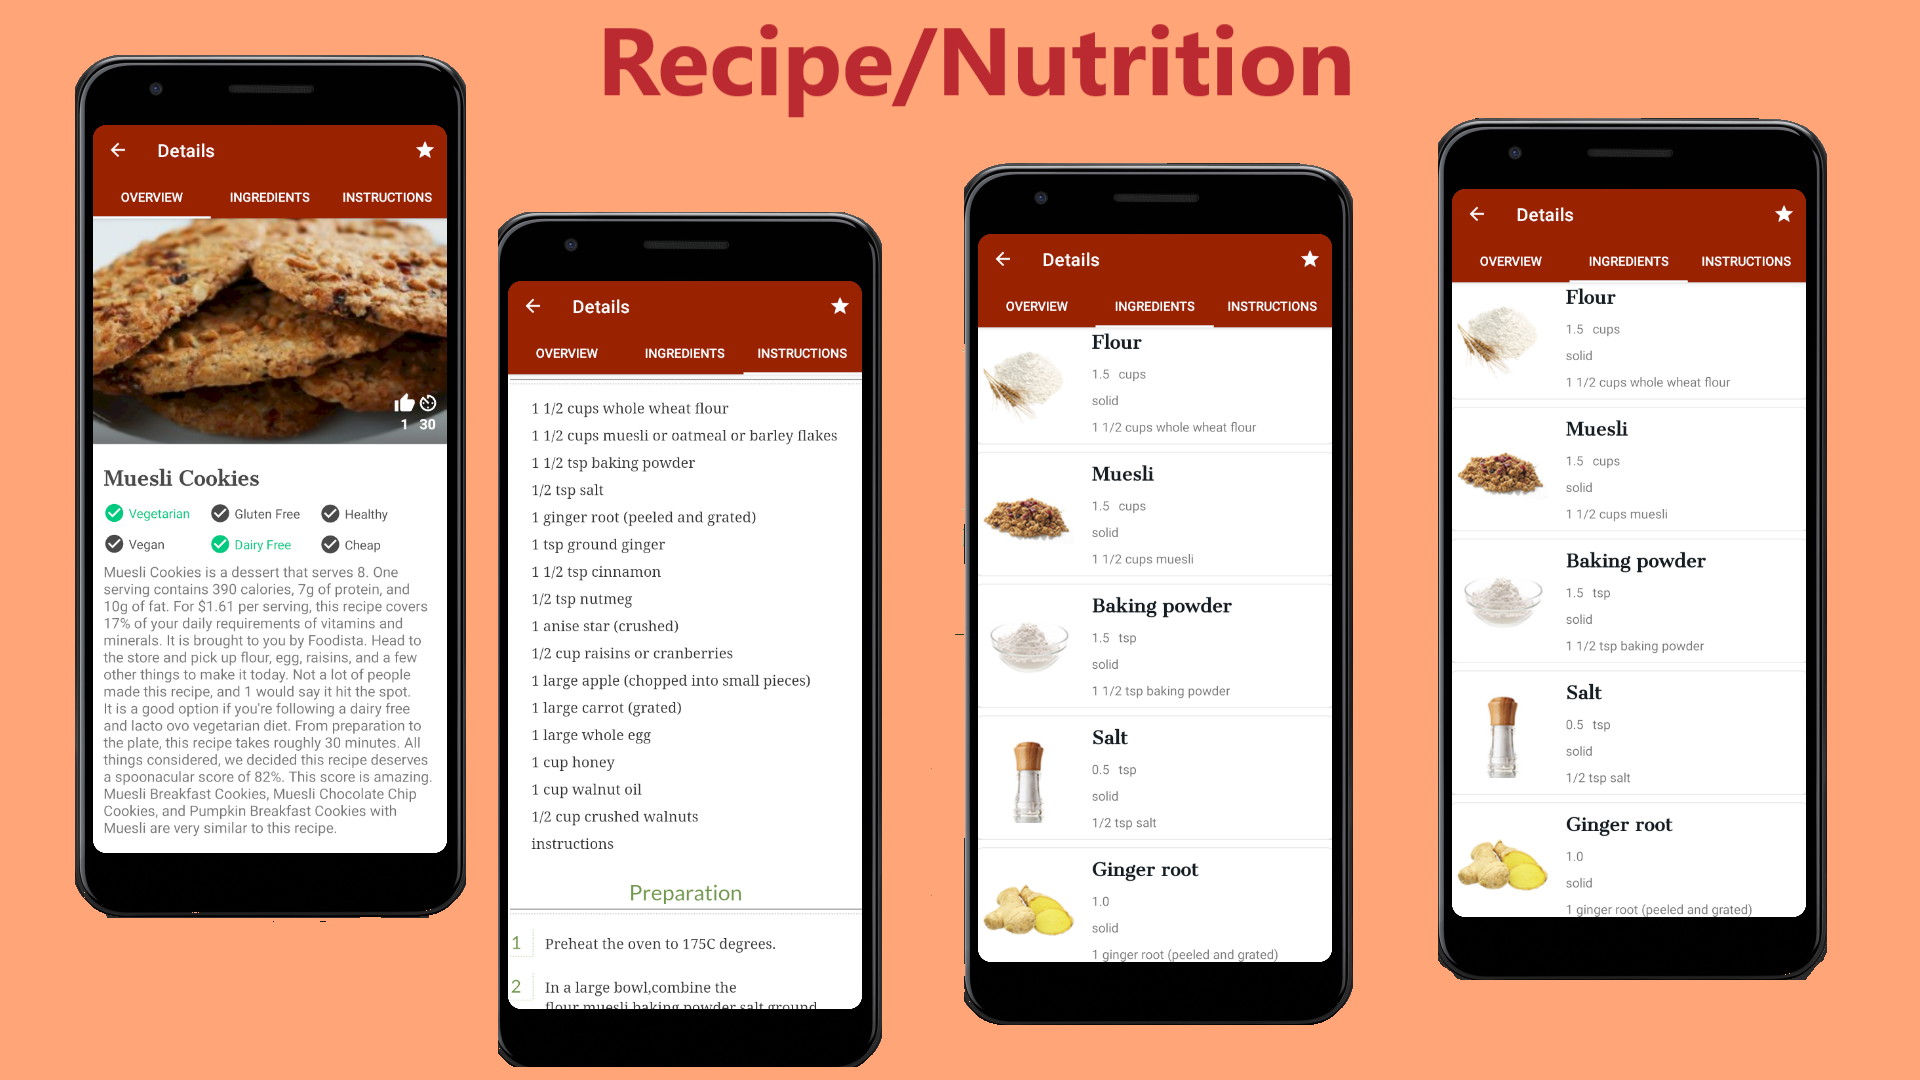 Recipe/Nutrition
Details
OVERVIEW INGREDIENTS INSTRUCTIONS
1 30
Muesli Cookies
Vegetarian Gluten Free Healthy
Vegan Dairy Free Cheap
Muesli Cookies is a dessert that serves 8. One
serving contains 390 calories, 7g of protein, and
10g of fat. For $1.61 per serving, this recipe covers
17% of your daily requirements of vitamins and
minerals. It is brought to you by Foodista. Head to
the store and pick up flour, egg, raisins, and a few
other things to make it today. Not a lot of people
made this recipe, and 1 would say it hit the spot.
It is a good option if you're following a dairy free
and lacto ovo vegetarian diet. From preparation to
the plate, this recipe takes roughly 30 minutes. All
things considered, we decided this recipe deserves
a spoonacular score of 82%. This score is amazing.
Muesli Breakfast Cookies, Muesli Chocolate Chip
Cookies, and Pumpkin Breakfast Cookies with
Muesli are very similar to this recipe.
Details
OVERVIEW INGREDIENTS INSTRUCTIONS
1 1/2 cups whole wheat flour
1 1/2 cups muesli or oatmeal or barley flakes
1 1/2 tsp baking powder
1/2 tsp salt
1 ginger root (peeled and grated)
1 tsp ground ginger
1 1/2 tsp cinnamon
1/2 tsp nutmeg
1 anise star (crushed)
1/2 cup raisins or cranberries
1 large apple (chopped into small pieces)
1 large carrot (grated)
1 large whole egg
1 cup honey
1 cup walnut oil
1/2 cup crushed walnuts
instructions
Preparation
1 Preheat the oven to 175C degrees.
2 In a large bowl,combine the
flour,muesli,baking powder,salt,ground
Details
OVERVIEW INGREDIENTS INSTRUCTIONS
Flour
1.5 cups
solid
1 1/2 cups whole wheat flour
Muesli
1.5 cups
solid
1 1/2 cups muesli
Baking powder
1.5 tsp
solid
1 1/2 tsp baking powder
Salt
0.5 tsp
solid
1/2 tsp salt
Ginger root
1.0
solid
1 ginger root (peeled and grated)
Details
OVERVIEW INGREDIENTS INSTRUCTIONS
Flour
1.5 cups
solid
1 1/2 cups whole wheat flour
Muesli
1.5 cups
solid
1 1/2 cups muesli
Baking powder
1.5 tsp
solid
1 1/2 tsp baking powder
Salt
0.5 tsp
solid
1/2 tsp salt
Ginger root
1.0
solid
1 ginger root (peeled and grated)